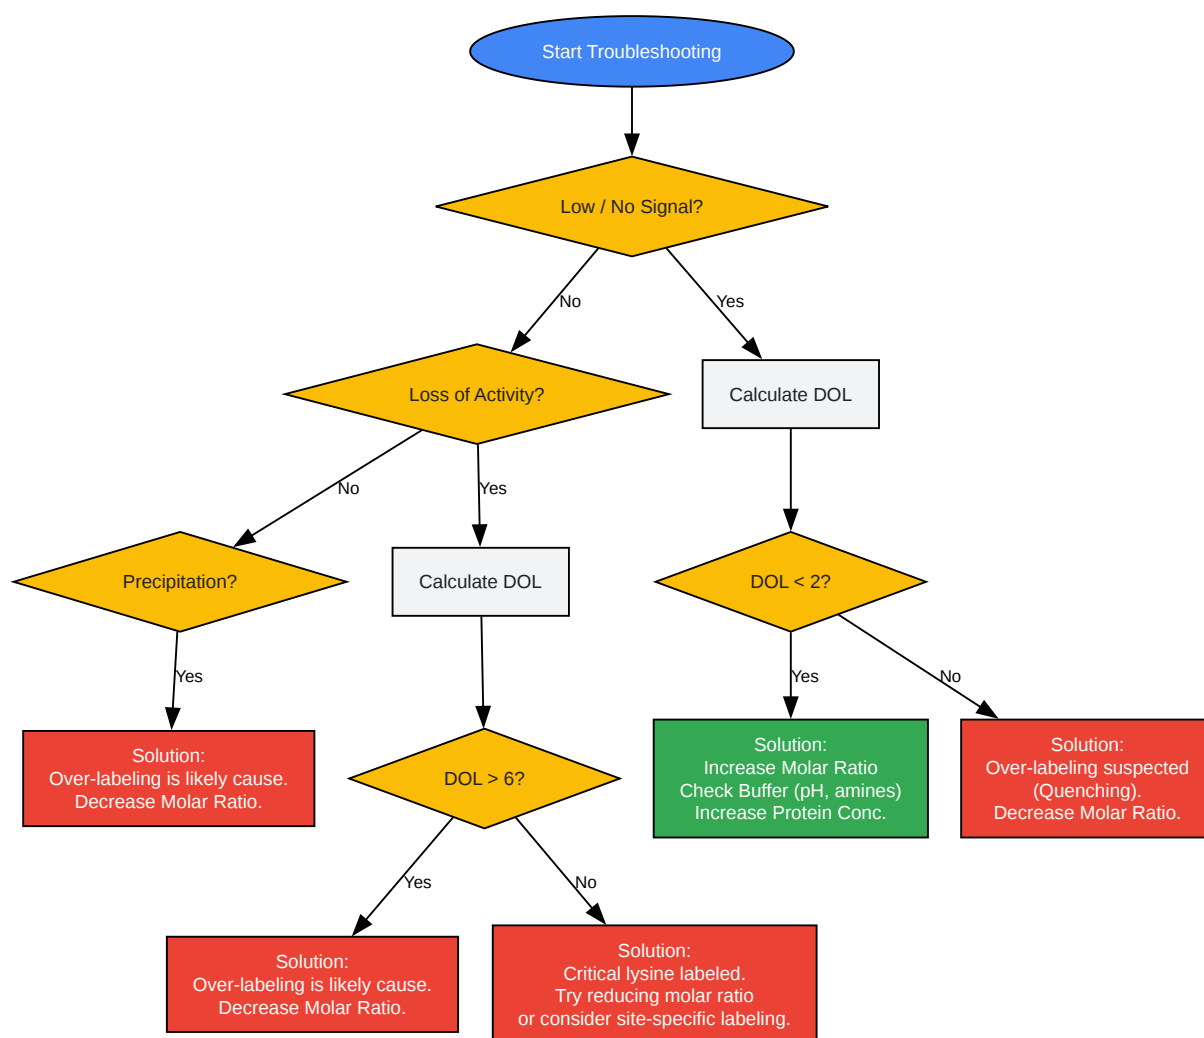 Start Troubleshooting
Low / No Signal?
No
Yes
Loss of Activity?
Calculate DOL
No
Yes
Precipitation?
Calculate DOL
DOL < 2?
Yes
Yes
No
Solution:
Over-labeling is likely cause.
Decrease Molar Ratio.
DOL > 6?
Solution:
Increase Molar Ratio
Check Buffer (pH, amines)
Increase Protein Conc.
Solution:
Over-labeling suspected
(Quenching).
Decrease Molar Ratio.
Yes
No
Solution:
Over-labeling is likely cause.
Decrease Molar Ratio.
Solution:
Critical lysine labeled.
Try reducing molar ratio
or consider site-specific labeling.